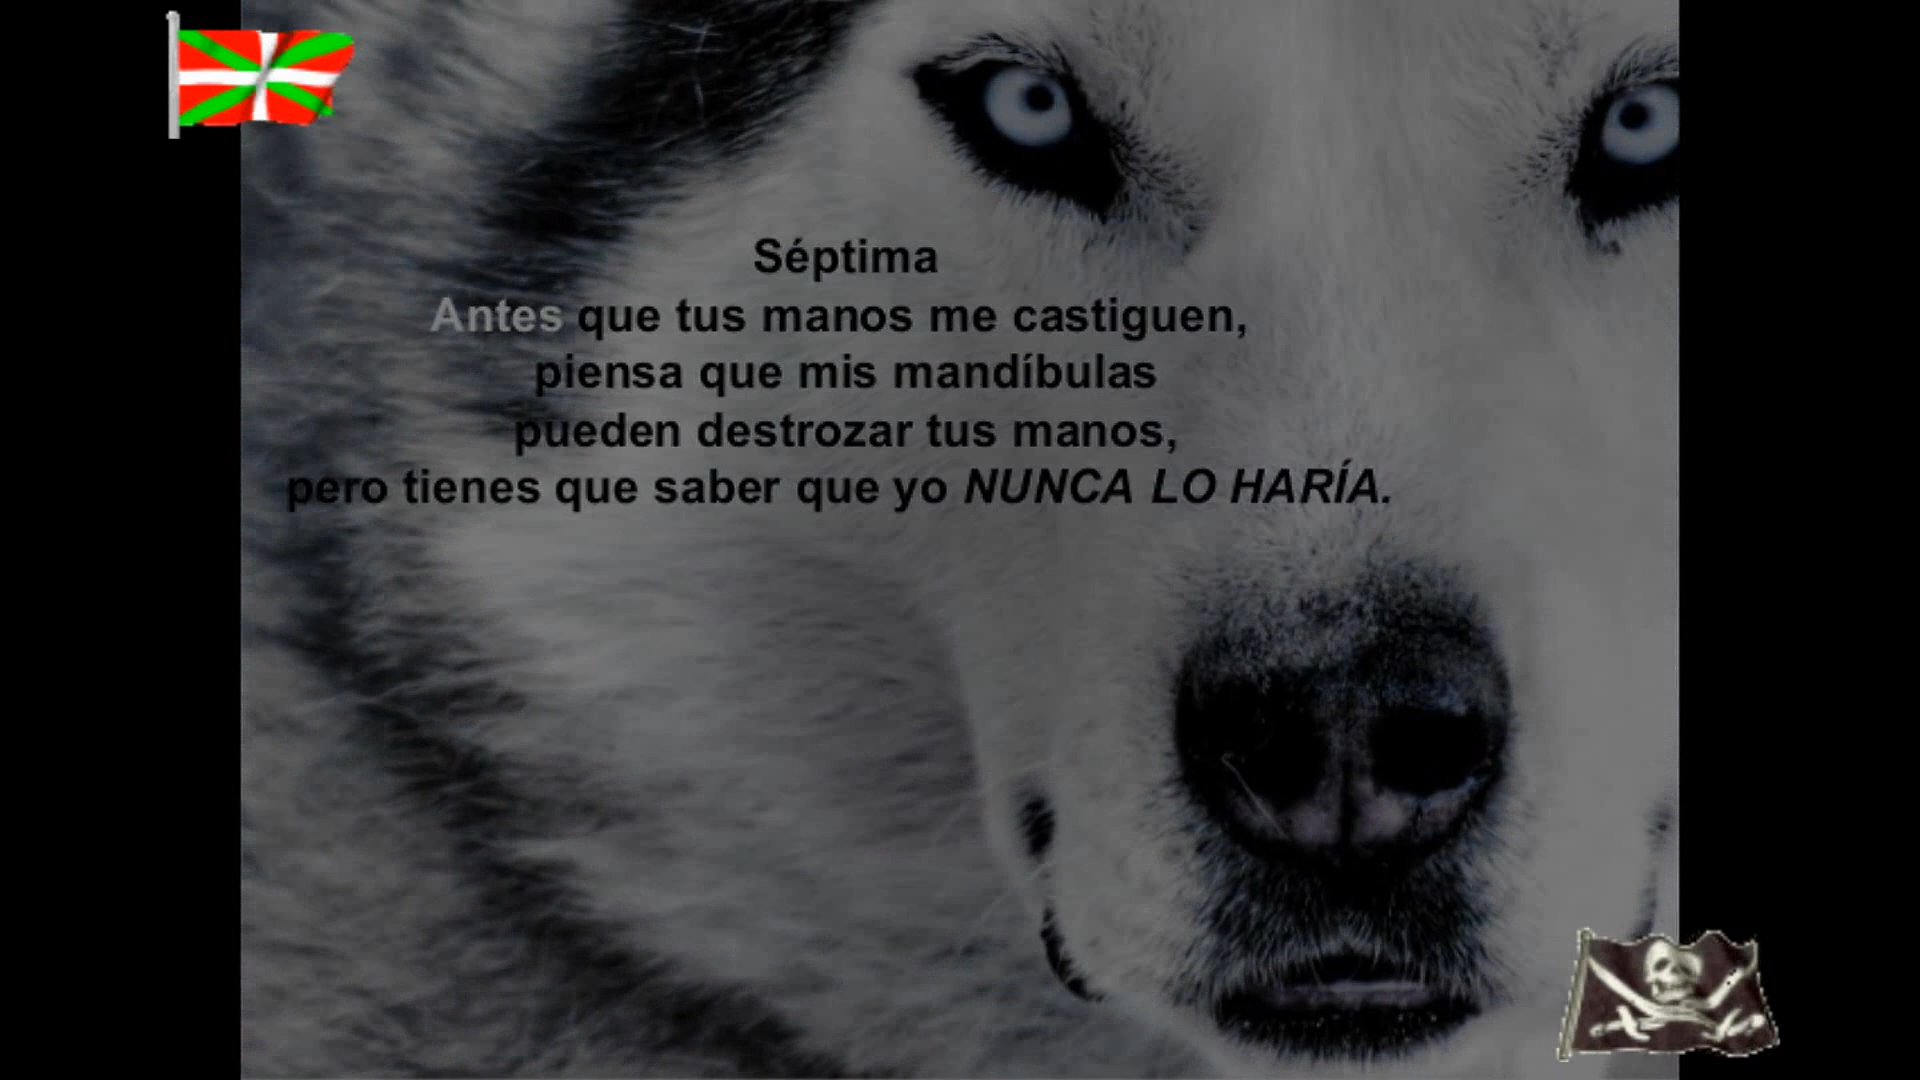 Séptima
Antes que tus manos me castiguen,
piensa que mis mandíbulas
pueden destrozar tus manos,
pero tienes que saber que yo NUNCA LO HARÍA.